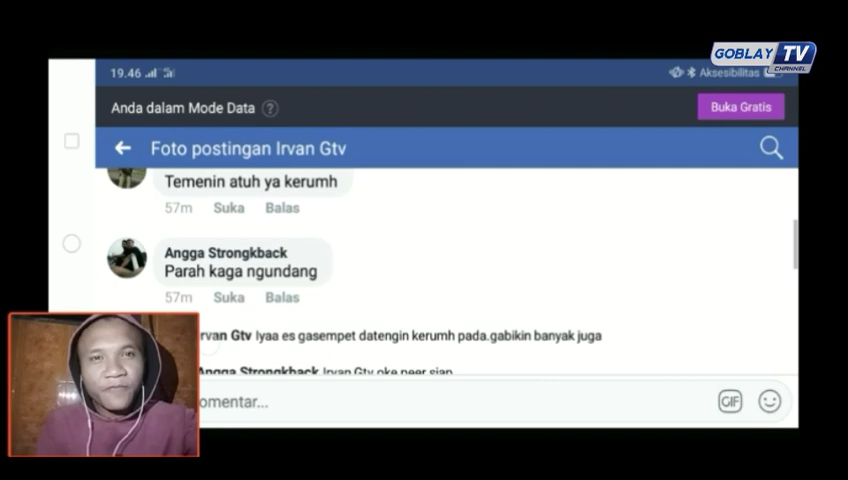 GOBLAY TV
CHANNEL
19.46
Aksesibilitas
Anda dalam Mode Data
Buka Gratis
Foto postingan Irvan Gtv
Temenin atuh ya kerumh
57m Suka Balas
Angga Strongkback
Parah kaga ngundang
57m Suka Balas
rvan Gtv Iyaa es gasempet datengin kerumh pada.gabikin banyak juga
Angga Strongkback Irvan Gtv oke peer siap
omentar...
GIF